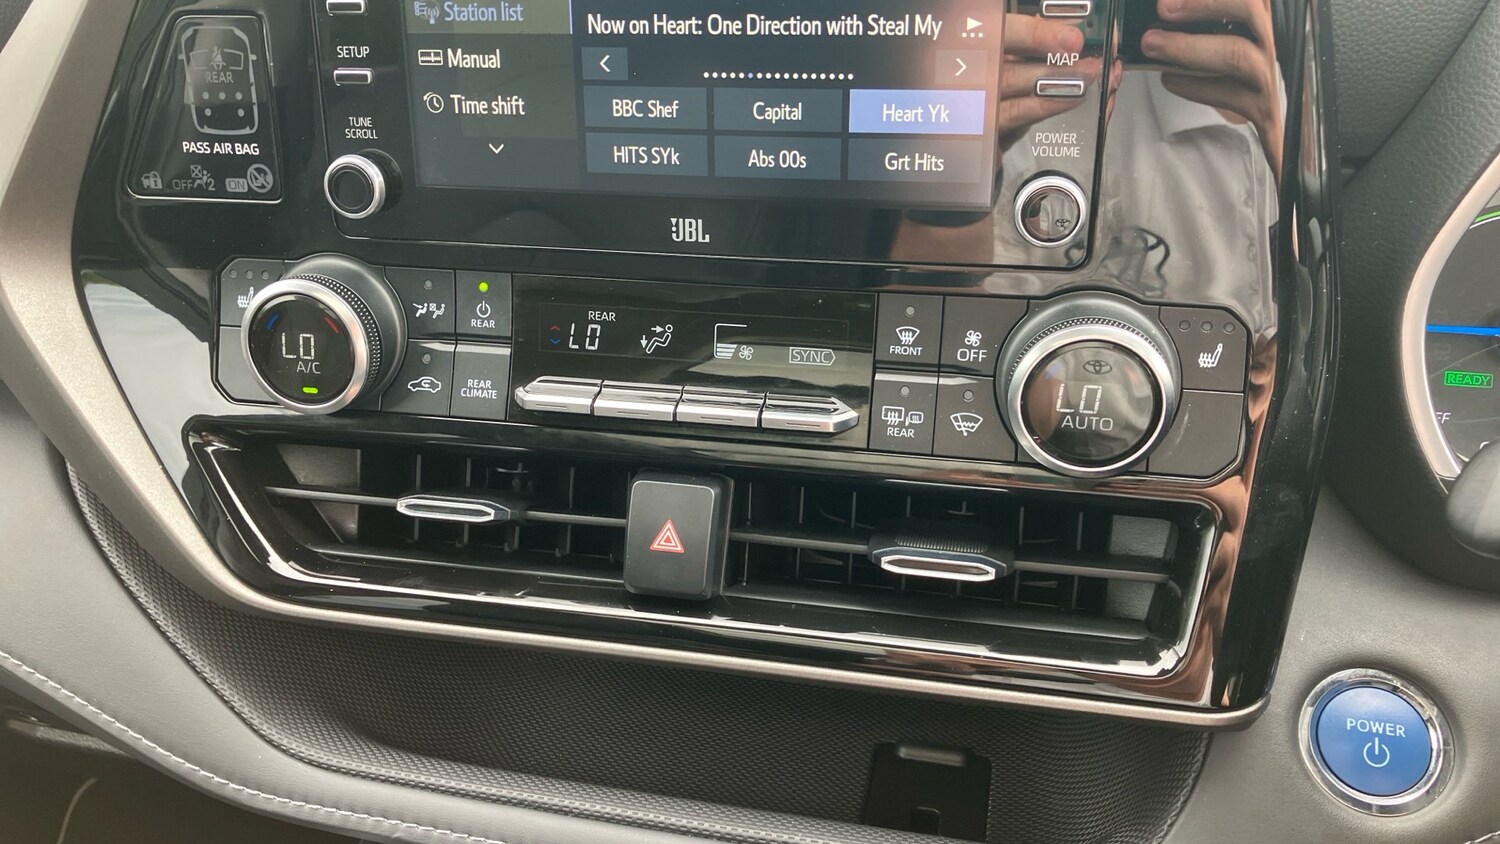 Station list
Manual
Time shift
Now on Heart: One Direction with Steal My
BBC Shef
Capital
Heart Yk
HITS SYk
Abs 00s
Grt Hits
SETUP
TUNE
SCROLL
MAP
POWER
VOLUME
REAR
PASS AIR BAG
OFF
2
ON
JBL
LO
A/C
REAR
REAR
CLIMATE
REAR
LO
SYNC
FRONT
OFF
REAR
LO
AUTO
READY
POWER